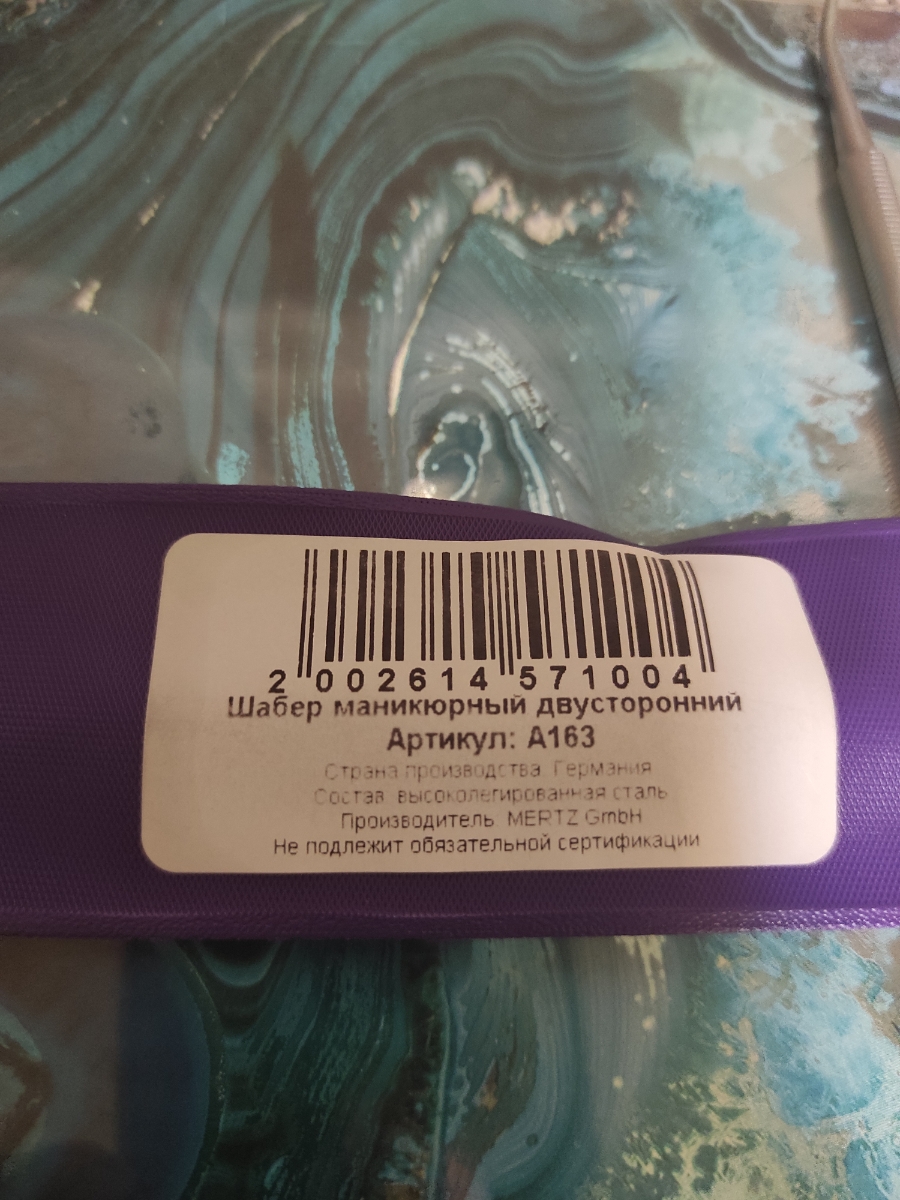 2 002614 571004
Шабер маникюрный двусторонний
Артикул: A163
Страна производства: Германия
Состав: высоколегированная сталь
Производитель: MERTZ GmbH
Не подлежит обязательной сертификации